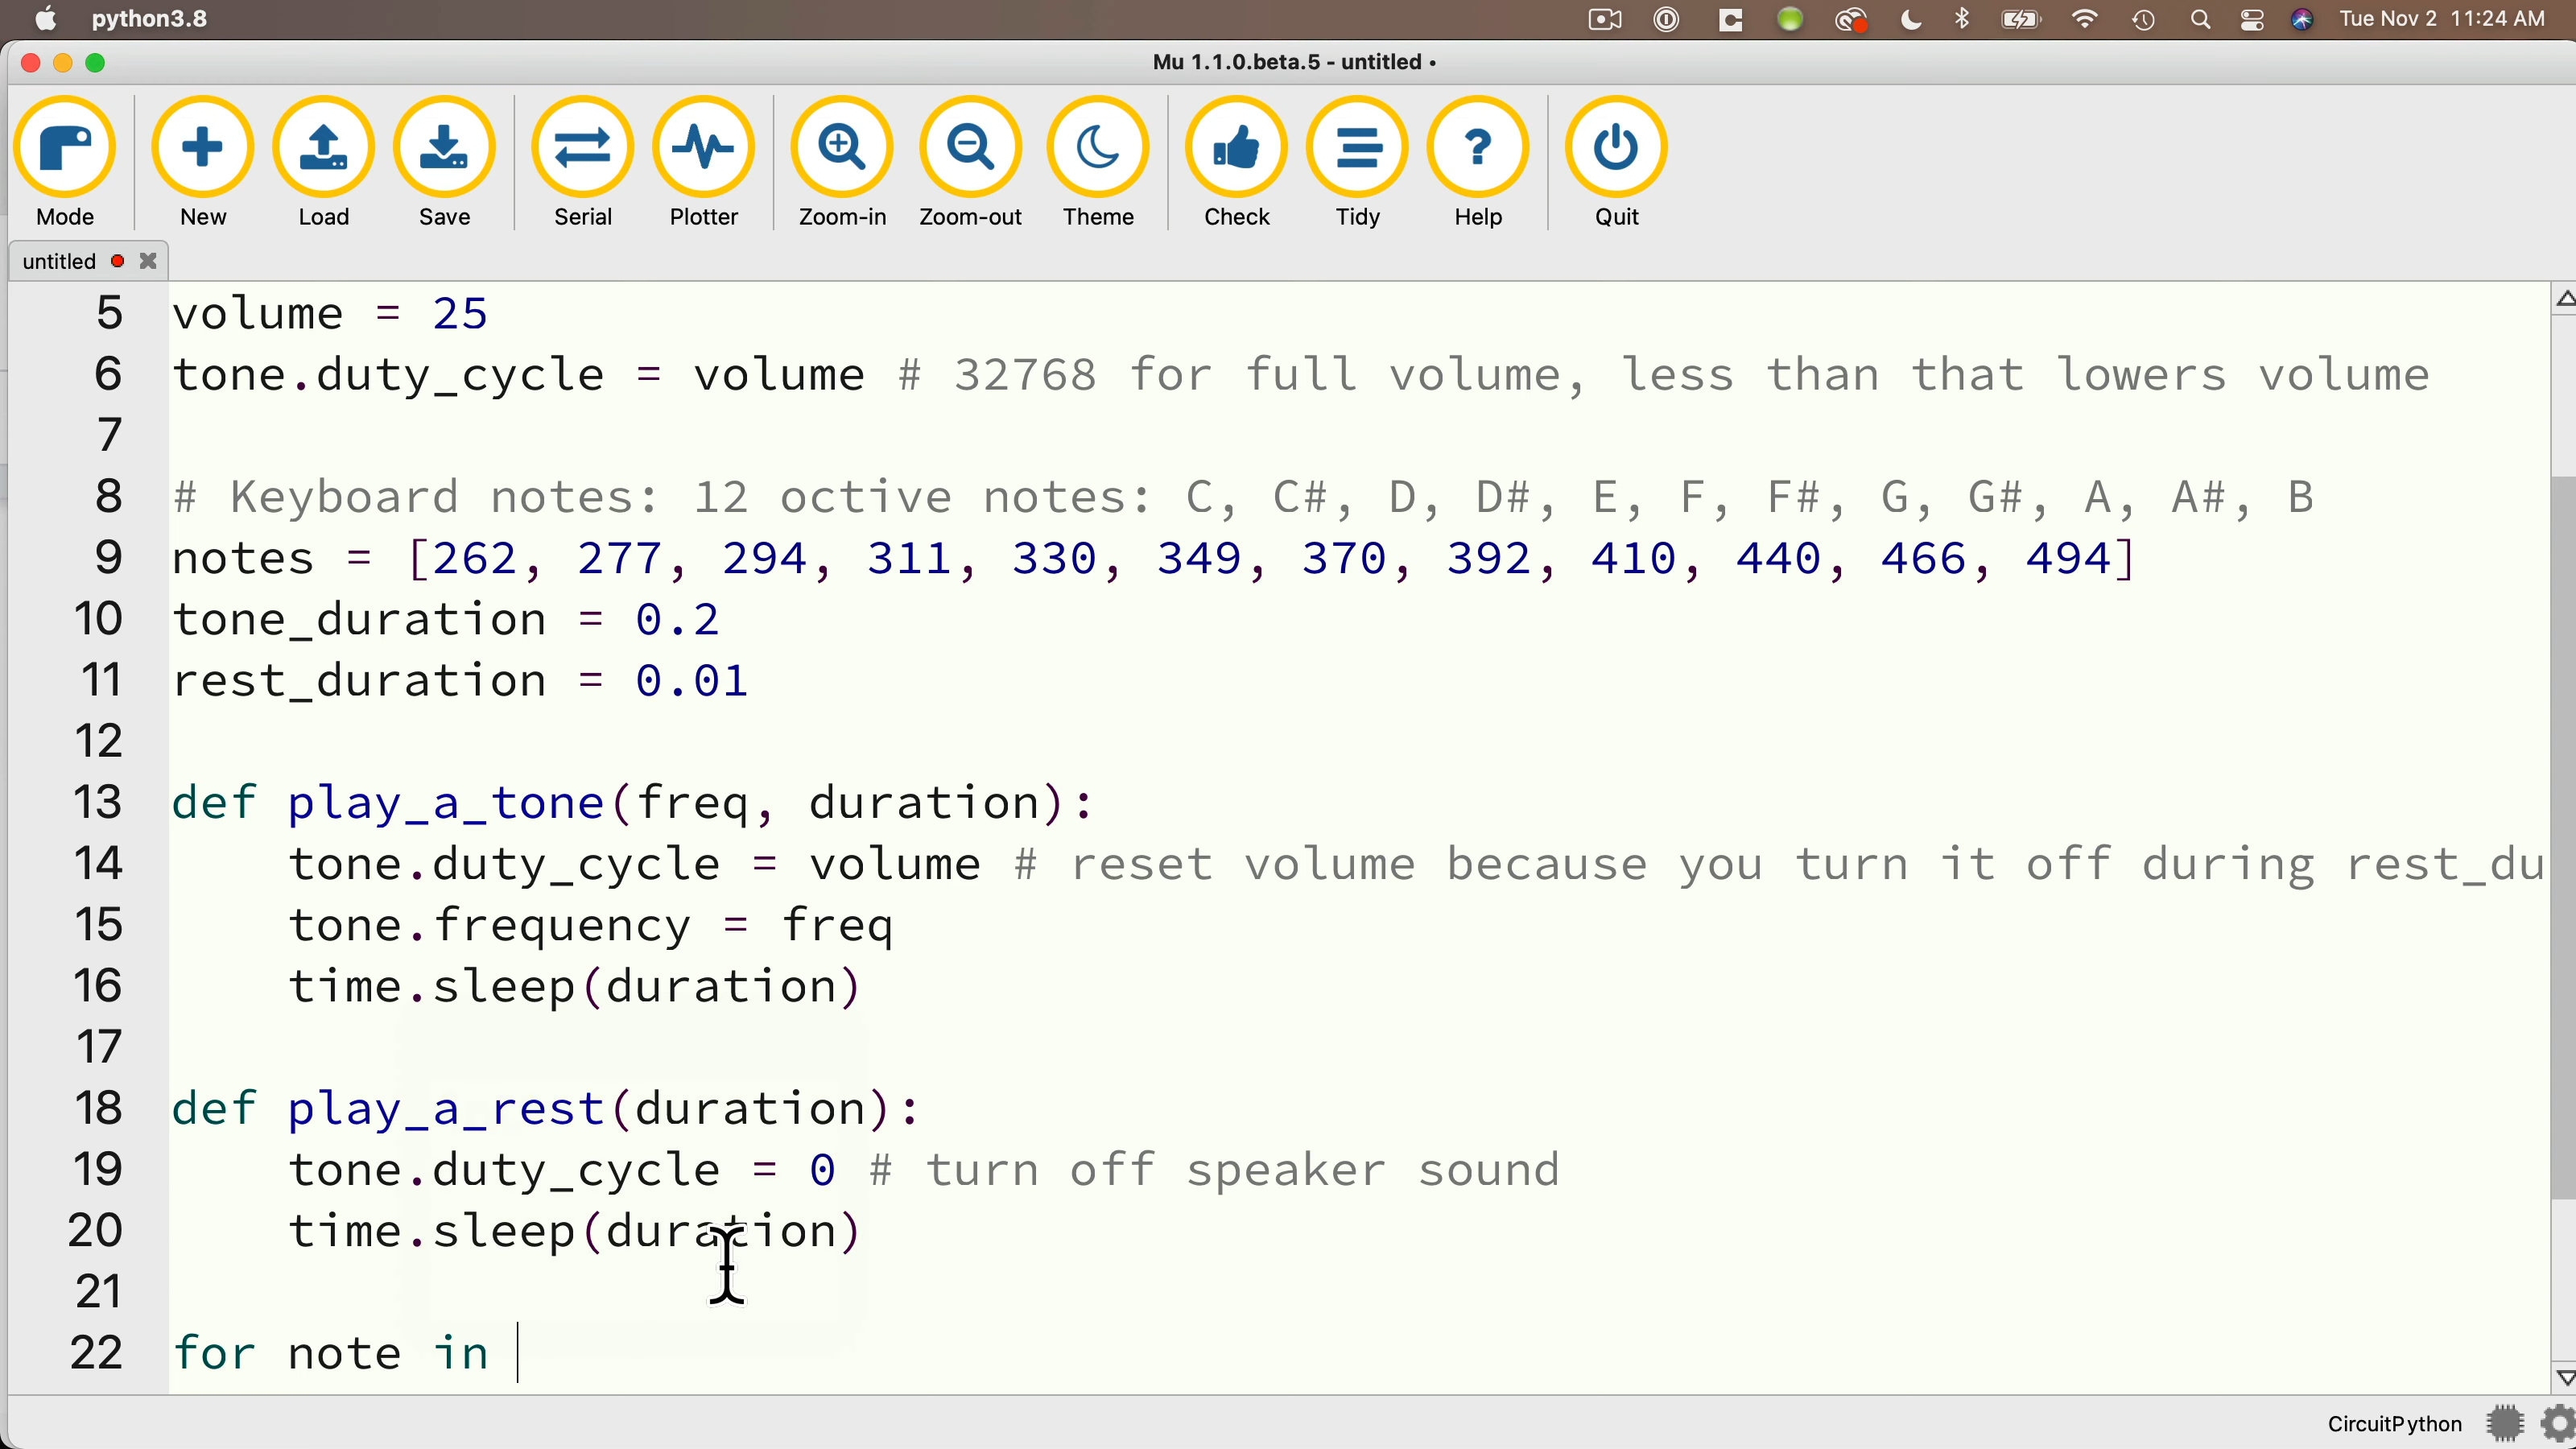 python3.8
Tue Nov 2 11:24 AM
Mu 1.1.0.beta.5 - untitled •
Mode New Load Save Serial Plotter Zoom-in Zoom-out Theme Check Tidy Help Quit
untitled
5 volume = 25
6 tone.duty_cycle = volume # 32768 for full volume, less than that lowers volume
7
8 # Keyboard notes: 12 octive notes: C, C#, D, D#, E, F, F#, G, G#, A, A#, B
9 notes = [262, 277, 294, 311, 330, 349, 370, 392, 410, 440, 466, 494]
10 tone_duration = 0.2
11 rest_duration = 0.01
12
13 def play_a_tone(freq, duration):
14     tone.duty_cycle = volume # reset volume because you turn it off during rest_du
15     tone.frequency = freq
16     time.sleep(duration)
17
18 def play_a_rest(duration):
19     tone.duty_cycle = 0 # turn off speaker sound
20     time.sleep(duration)
21
22 for note in
CircuitPython